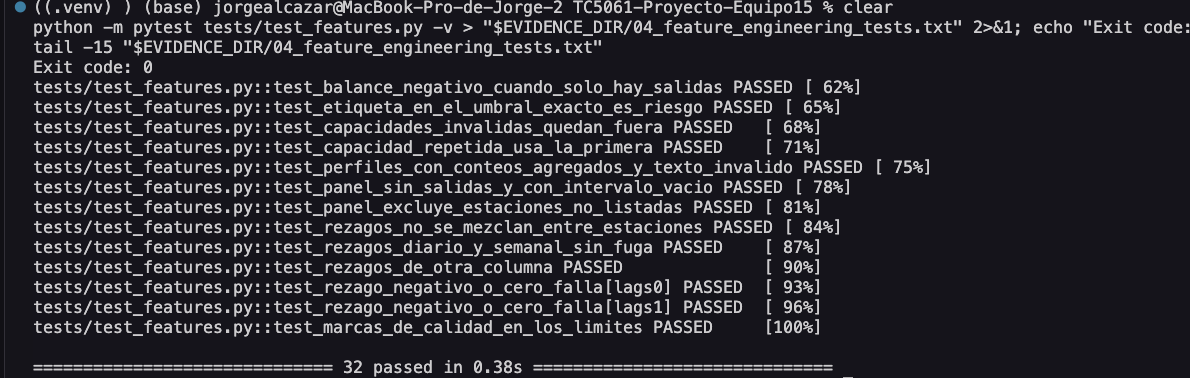 ((.venv) ) (base) jorgealcazar@MacBook-Pro-de-Jorge-2 TC5061-Proyecto-Equipo15 % clear
python -m pytest tests/test_features.py -v > "$EVIDENCE_DIR/04_feature_engineering_tests.txt" 2>&1; echo "Exit code:
tail -15 "$EVIDENCE_DIR/04_feature_engineering_tests.txt"
Exit code: 0
tests/test_features.py::test_balance_negativo_cuando_solo_hay_salidas PASSED [ 62%]
tests/test_features.py::test_etiqueta_en_el_umbral_exacto_es_riesgo PASSED [ 65%]
tests/test_features.py::test_capacidades_invalidas_quedan_fuera PASSED   [ 68%]
tests/test_features.py::test_capacidad_repetida_usa_la_primera PASSED    [ 71%]
tests/test_features.py::test_perfiles_con_conteos_agregados_y_texto_invalido PASSED [ 75%]
tests/test_features.py::test_panel_sin_salidas_y_con_intervalo_vacio PASSED [ 78%]
tests/test_features.py::test_panel_excluye_estaciones_no_listadas PASSED [ 81%]
tests/test_features.py::test_rezagos_no_se_mezclan_entre_estaciones PASSED [ 84%]
tests/test_features.py::test_rezagos_diario_y_semanal_sin_fuga PASSED    [ 87%]
tests/test_features.py::test_rezagos_de_otra_columna PASSED              [ 90%]
tests/test_features.py::test_rezago_negativo_o_cero_falla[lags0] PASSED  [ 93%]
tests/test_features.py::test_rezago_negativo_o_cero_falla[lags1] PASSED  [ 96%]
tests/test_features.py::test_marcas_de_calidad_en_los_limites PASSED     [100%]
============================== 32 passed in 0.38s ==============================